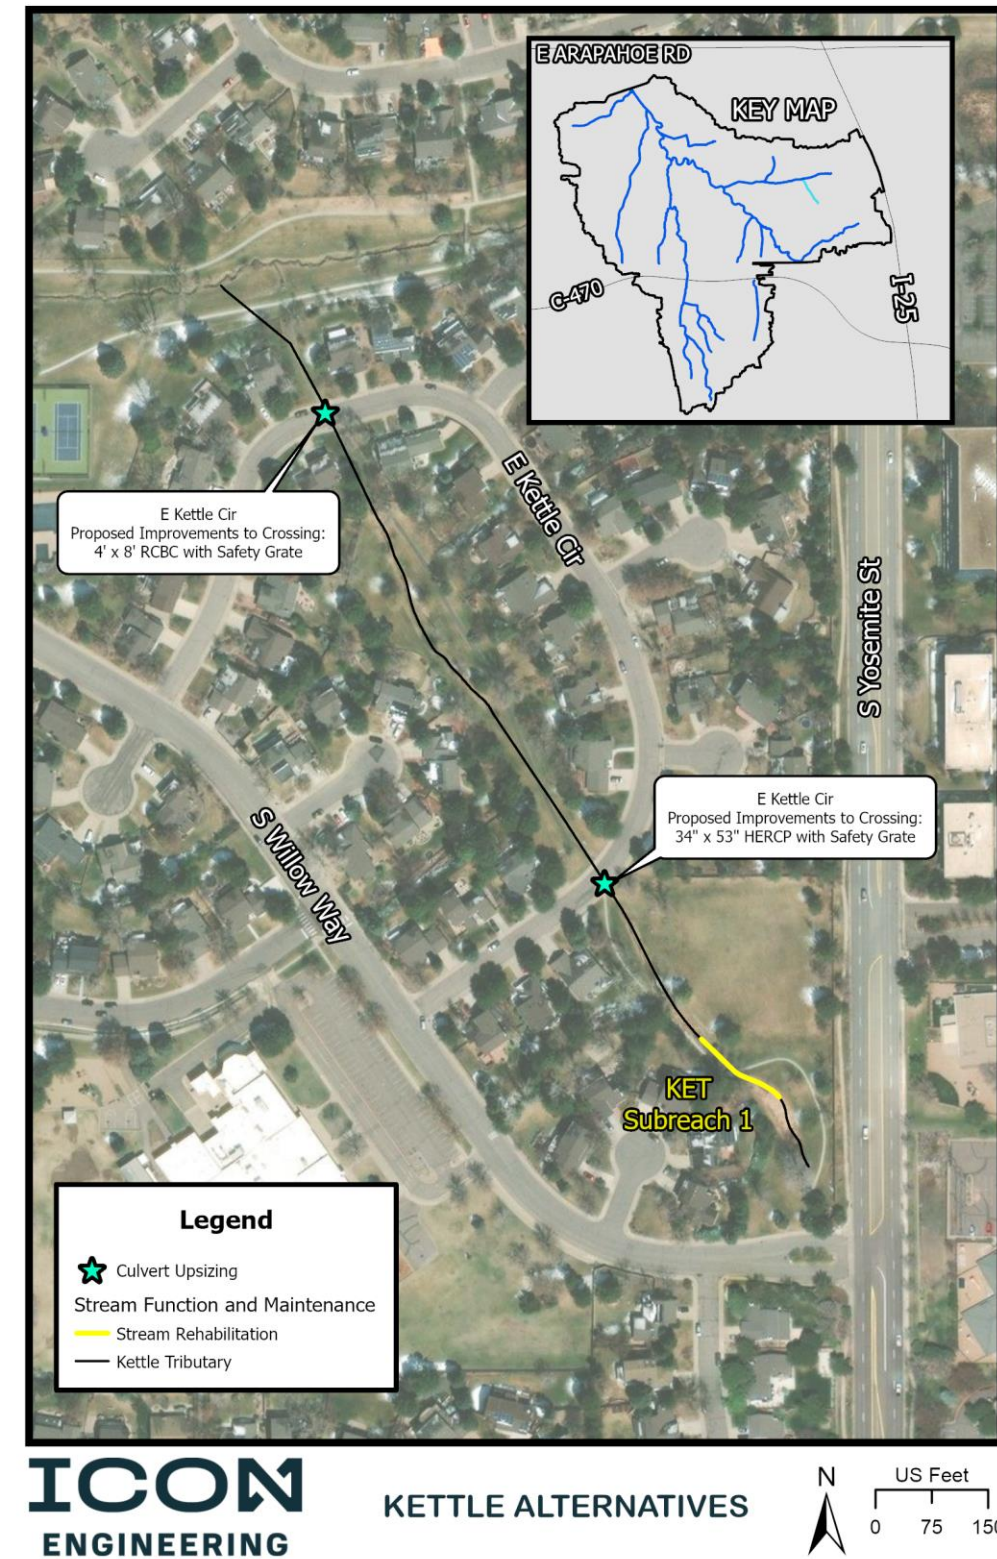 E ARAPAHOE RD
KEY MAP
C-470
I-25
E Kettle Cir
Proposed Improvements to Crossing:
4' x 8' RCBC with Safety Grate
E Kettle Cir
S Yosemite St
E Kettle Cir
Proposed Improvements to Crossing:
34" x 53" HERCP with Safety Grate
S Willow Way
KET
Subreach 1
Legend
Culvert Upsizing
Stream Function and Maintenance
Stream Rehabilitation
Kettle Tributary
ICON
ENGINEERING
KETTLE ALTERNATIVES
N
US Feet
0 75